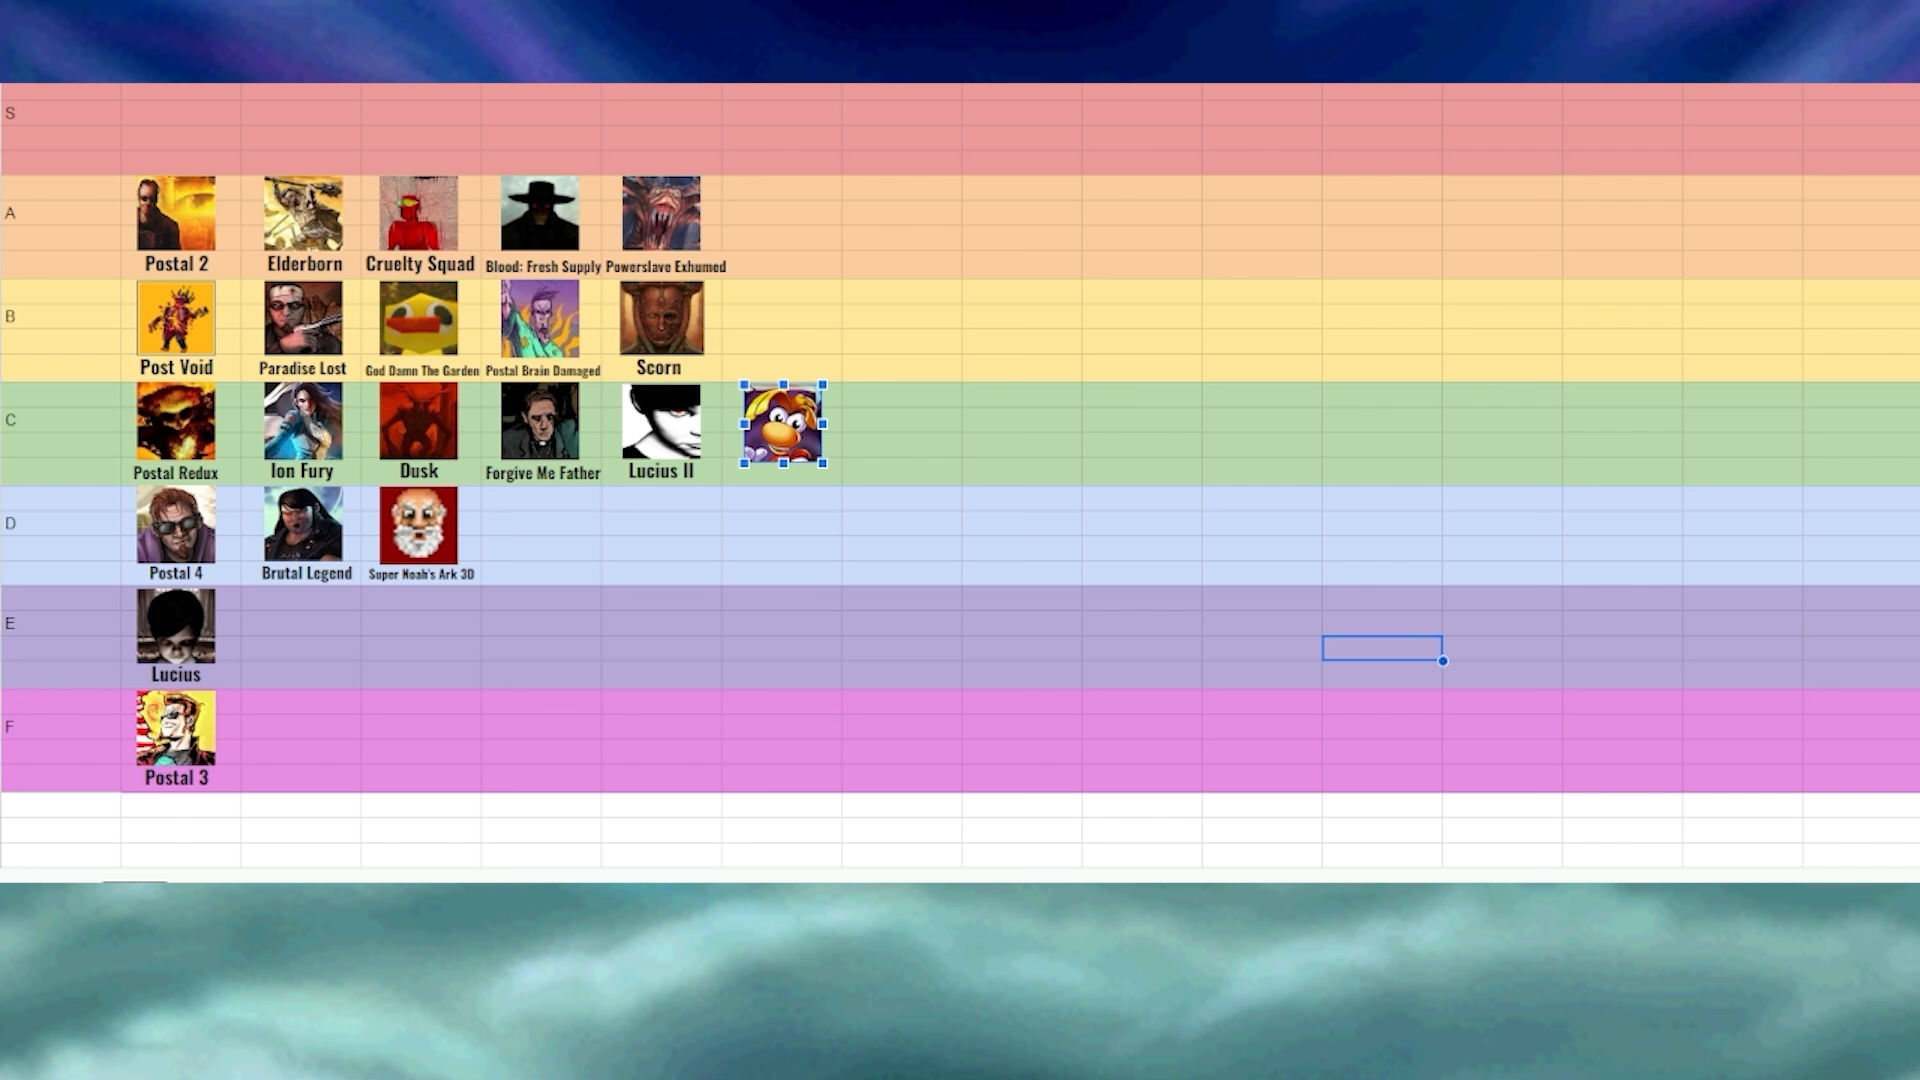 S
A
Postal 2 Elderborn Cruelty Squad Blood: Fresh Supply Powerslave Exhumed
B
Post Void Paradise Lost God Damn The Garden Postal Brain Damaged Scorn
C
Postal Redux Ion Fury Dusk Forgive Me Father Lucius II
D
Postal 4 Brutal Legend Super Noah's Ark 3D
E
Lucius
F
Postal 3